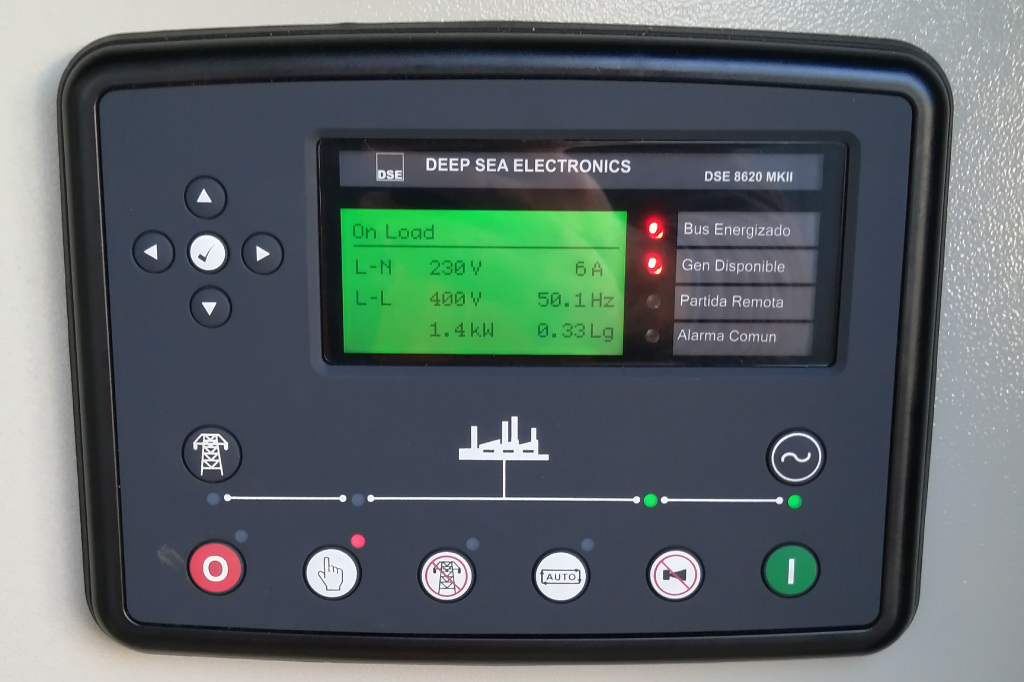 DSE
DEEP SEA ELECTRONICS
DSE 8620 MKII
On Load
L-N 230V 6A
L-L 400V 50.1Hz
1.4kW 0.33Lg
Bus Energizado
Gen Disponible
Partida Remota
Alarma Comun
O
AUTO
I